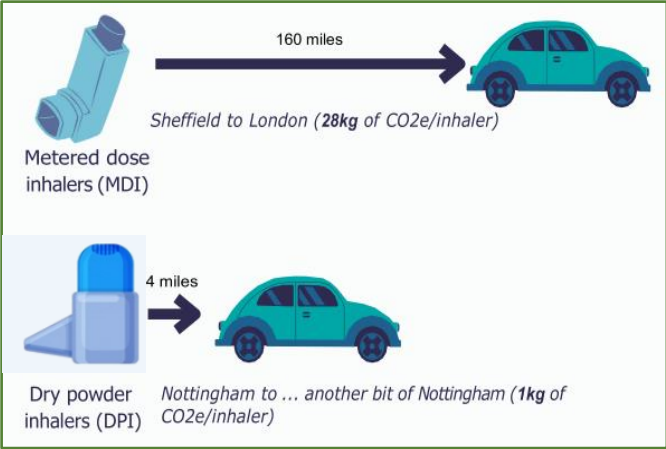 160 miles
Sheffield to London (28kg of CO2e/inhaler)
Metered dose
inhalers (MDI)
4 miles
Dry powder
inhalers (DPI)
Nottingham to ... another bit of Nottingham (1kg of
CO2e/inhaler)